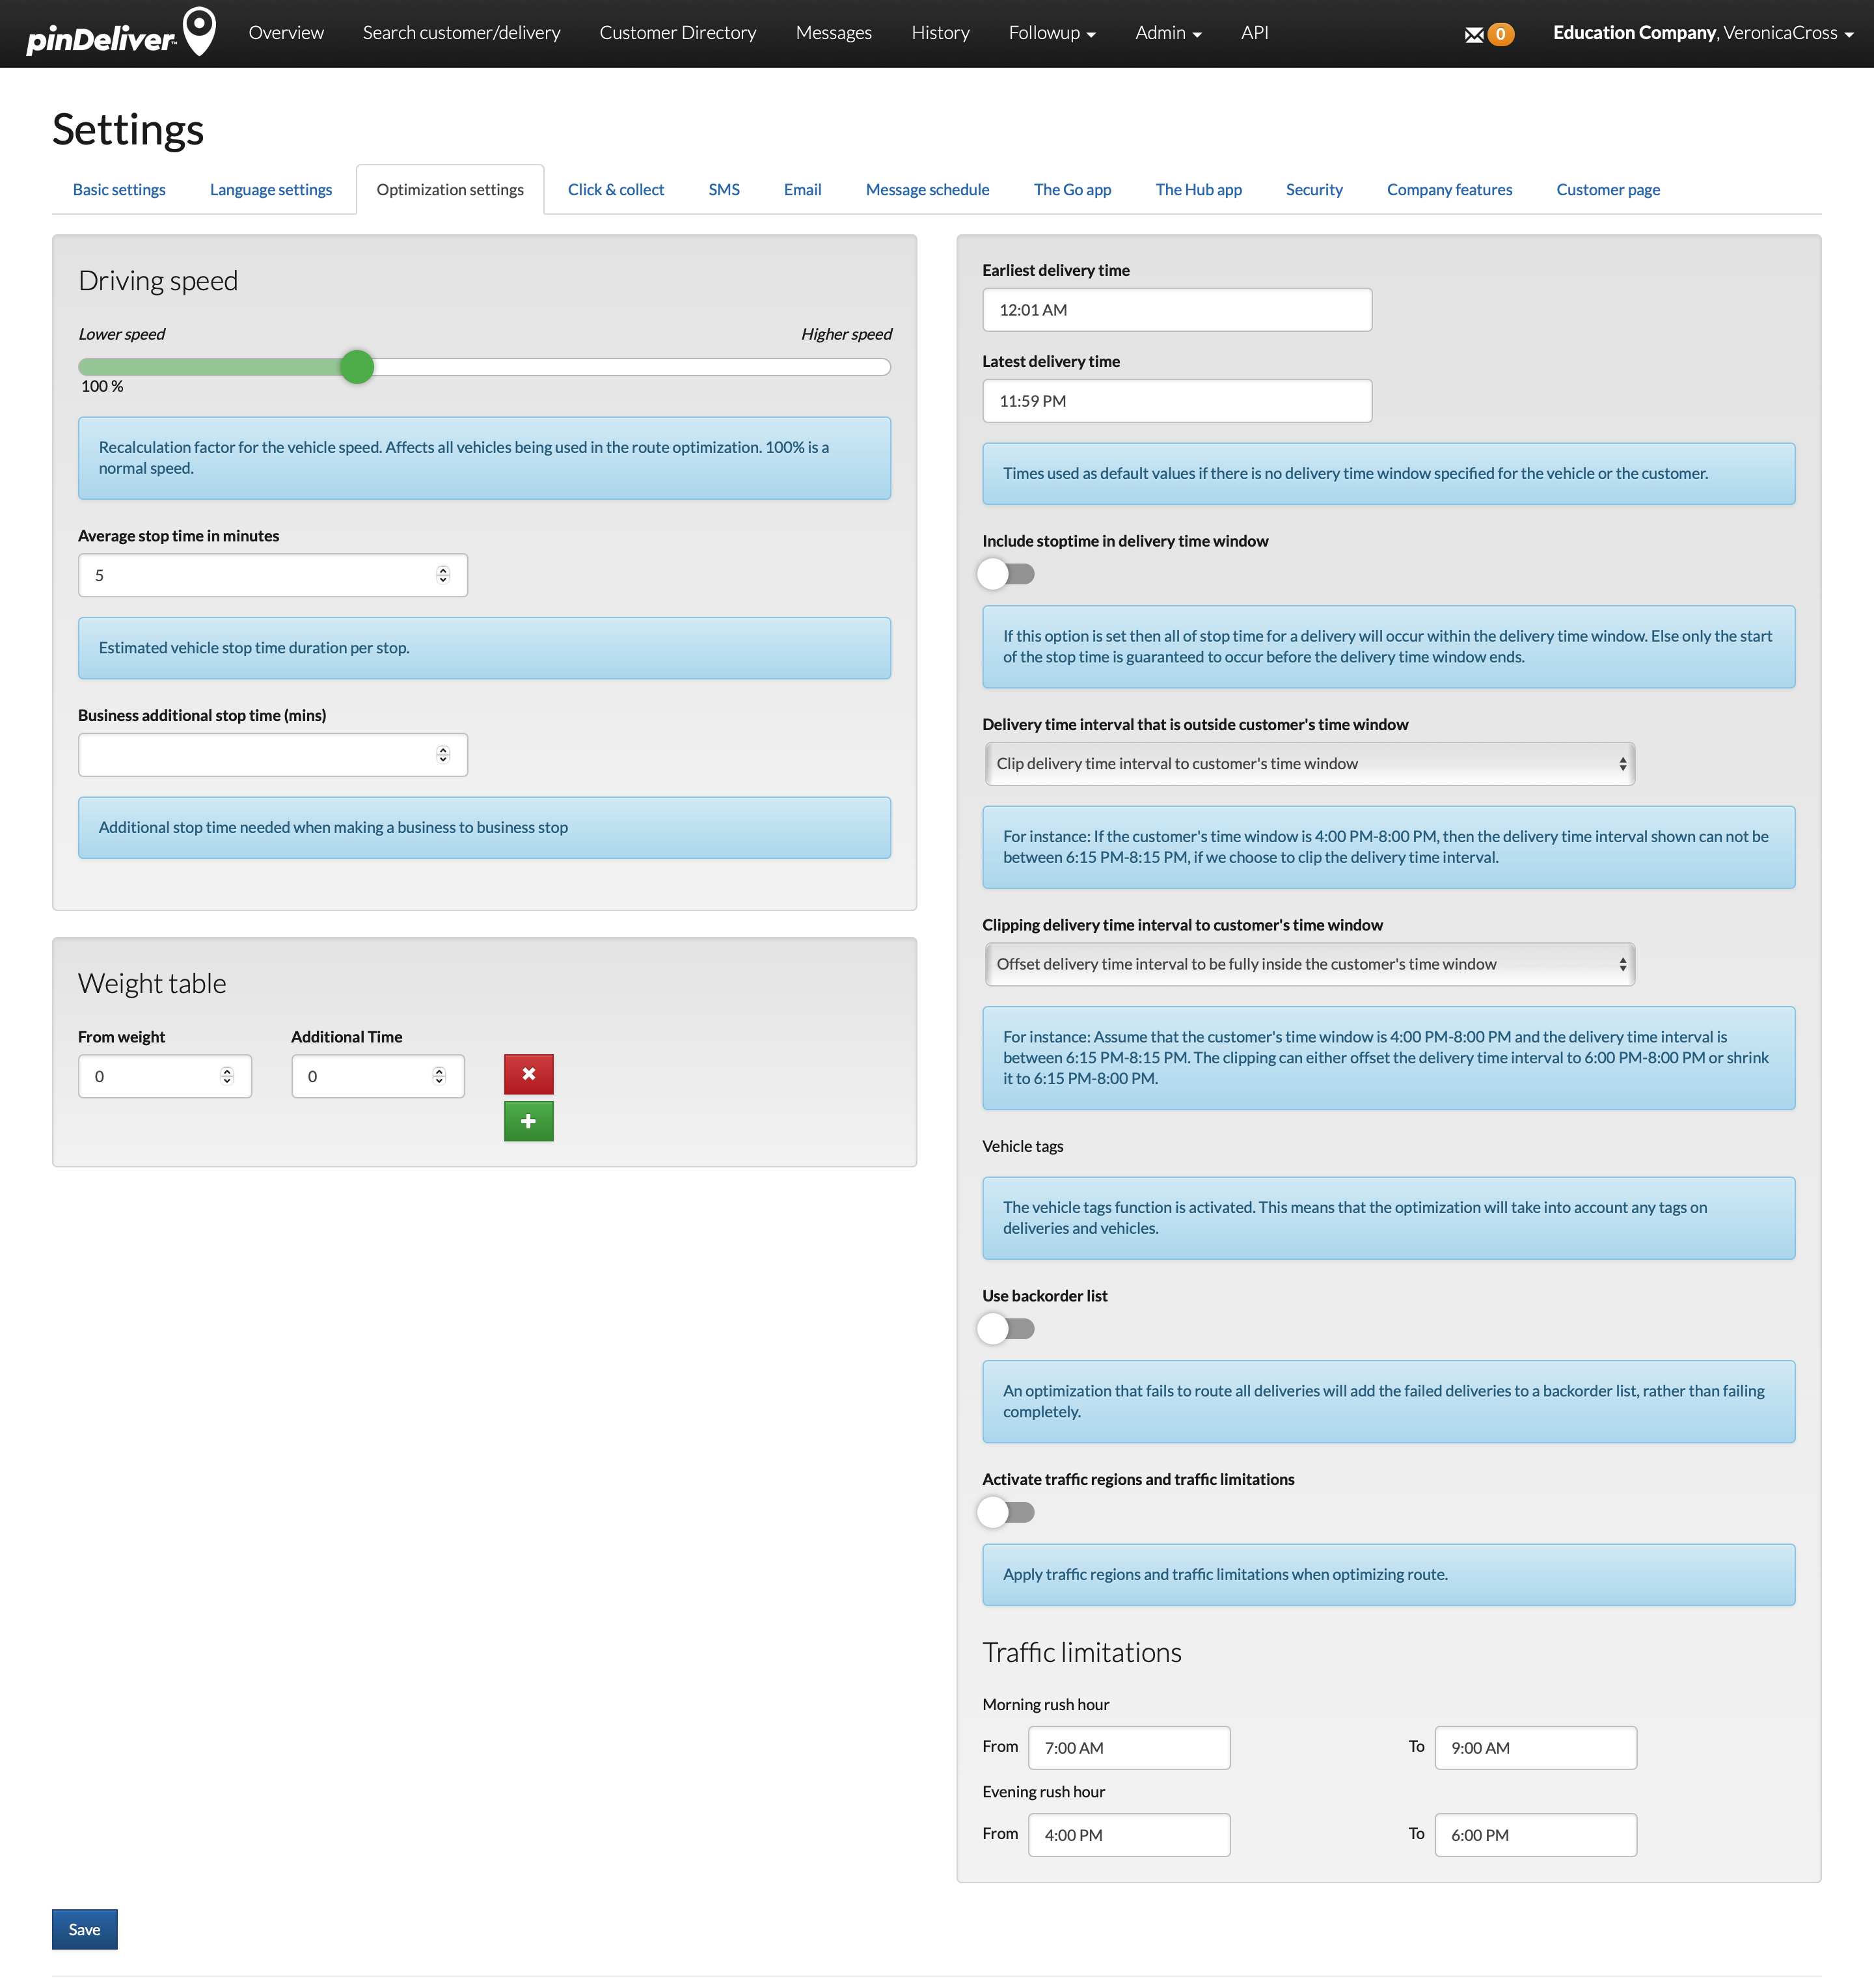 pinDeliver™
Overview
Search customer/delivery
Customer Directory
Messages
History
Followup
Admin
API
0
Education Company, VeronicaCross
Settings
Basic settings
Language settings
Optimization settings
Click & collect
SMS
Email
Message schedule
The Go app
The Hub app
Security
Company features
Customer page
Driving speed
Lower speed
Higher speed
100 %
Recalculation factor for the vehicle speed. Affects all vehicles being used in the route optimization. 100% is a
normal speed.
Average stop time in minutes
5
Estimated vehicle stop time duration per stop.
Business additional stop time (mins)
Additional stop time needed when making a business to business stop
Weight table
From weight
Additional Time
0
0
Earliest delivery time
12:01 AM
Latest delivery time
11:59 PM
Times used as default values if there is no delivery time window specified for the vehicle or the customer.
Include stoptime in delivery time window
If this option is set then all of stop time for a delivery will occur within the delivery time window. Else only the start
of the stop time is guaranteed to occur before the delivery time window ends.
Delivery time interval that is outside customer's time window
Clip delivery time interval to customer's time window
For instance: If the customer's time window is 4:00 PM-8:00 PM, then the delivery time interval shown can not be
between 6:15 PM-8:15 PM, if we choose to clip the delivery time interval.
Clipping delivery time interval to customer's time window
Offset delivery time interval to be fully inside the customer's time window
For instance: Assume that the customer's time window is 4:00 PM-8:00 PM and the delivery time interval is
between 6:15 PM-8:15 PM. The clipping can either offset the delivery time interval to 6:00 PM-8:00 PM or shrink
it to 6:15 PM-8:00 PM.
Vehicle tags
The vehicle tags function is activated. This means that the optimization will take into account any tags on
deliveries and vehicles.
Use backorder list
An optimization that fails to route all deliveries will add the failed deliveries to a backorder list, rather than failing
completely.
Activate traffic regions and traffic limitations
Apply traffic regions and traffic limitations when optimizing route.
Traffic limitations
Morning rush hour
From 7:00 AM To 9:00 AM
Evening rush hour
From 4:00 PM To 6:00 PM
Save